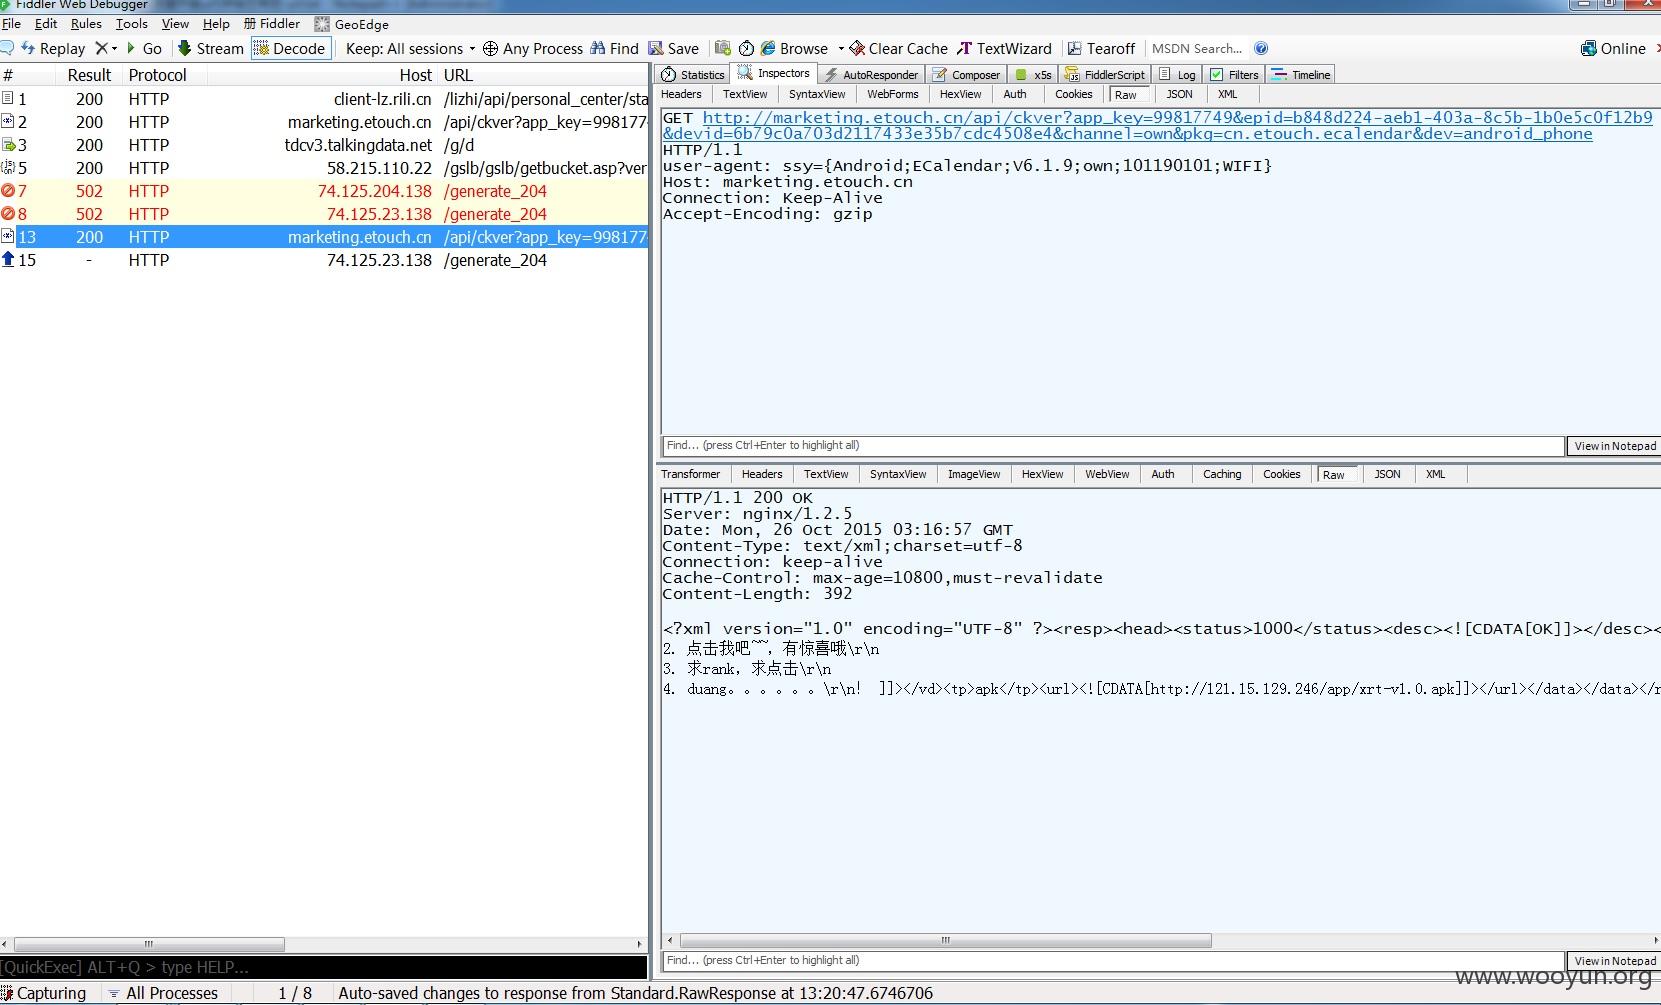 Fiddler Web Debugger
File Edit Rules Tools View Help Fiddler GeoEdge
Replay Go Stream Decode Keep: All sessions Any Process Find Save Browse Clear Cache TextWizard Tearoff MSDN Search... Online
# Result Protocol Host URL
1 200 HTTP client-lz.rili.cn /lizhi/api/personal_center/sta
2 200 HTTP marketing.etouch.cn /api/ckver?app_key=998177
3 200 HTTP tdcv3.talkingdata.net /g/d
5 200 HTTP 58.215.110.22 /gslb/gslb/getbucket.asp?ver
7 502 HTTP 74.125.204.138 /generate_204
8 502 HTTP 74.125.23.138 /generate_204
13 200 HTTP marketing.etouch.cn /api/ckver?app_key=998177
15 - HTTP 74.125.23.138 /generate_204
[QuickExec] ALT+Q > type HELP...
Statistics Inspectors AutoResponder Composer x5s FiddlerScript Log Filters Timeline
Headers TextView SyntaxView WebForms HexView Auth Cookies Raw JSON XML
GET http://marketing.etouch.cn/api/ckver?app_key=99817749&epid=b848d224-aeb1-403a-8c5b-1b0e5c0f12b9
&devid=6b79c0a703d2117433e35b7cdc4508e4&channel=own&pkg=cn.etouch.ecalendar&dev=android_phone
HTTP/1.1
user-agent: ssy={Android;ECalendar;V6.1.9;own;101190101;WIFI}
Host: marketing.etouch.cn
Connection: Keep-Alive
Accept-Encoding: gzip
Find... (press Ctrl+Enter to highlight all) View in Notepad
Transformer Headers TextView SyntaxView ImageView HexView WebView Auth Caching Cookies Raw JSON XML
HTTP/1.1 200 OK
Server: nginx/1.2.5
Date: Mon, 26 Oct 2015 03:16:57 GMT
Content-Type: text/xml;charset=utf-8
Connection: keep-alive
Cache-Control: max-age=10800,must-revalidate
Content-Length: 392
<?xml version="1.0" encoding="UTF-8" ?><resp><head><status>1000</status><desc><![CDATA[OK]]></desc><
2. 点击我吧~~，有惊喜哦\r\n
3. 求rank，求点击\r\n
4. duang。。。。。。\r\n！ ]]></vd><tp>apk</tp><url><![CDATA[http://121.15.129.246/app/xrt-v1.0.apk]]></url></data></data></r
Find... (press Ctrl+Enter to highlight all) View in Notepad
www.wooyun.org
Capturing All Processes 1 / 8 Auto-saved changes to response from Standard.RawResponse at 13:20:47.6746706